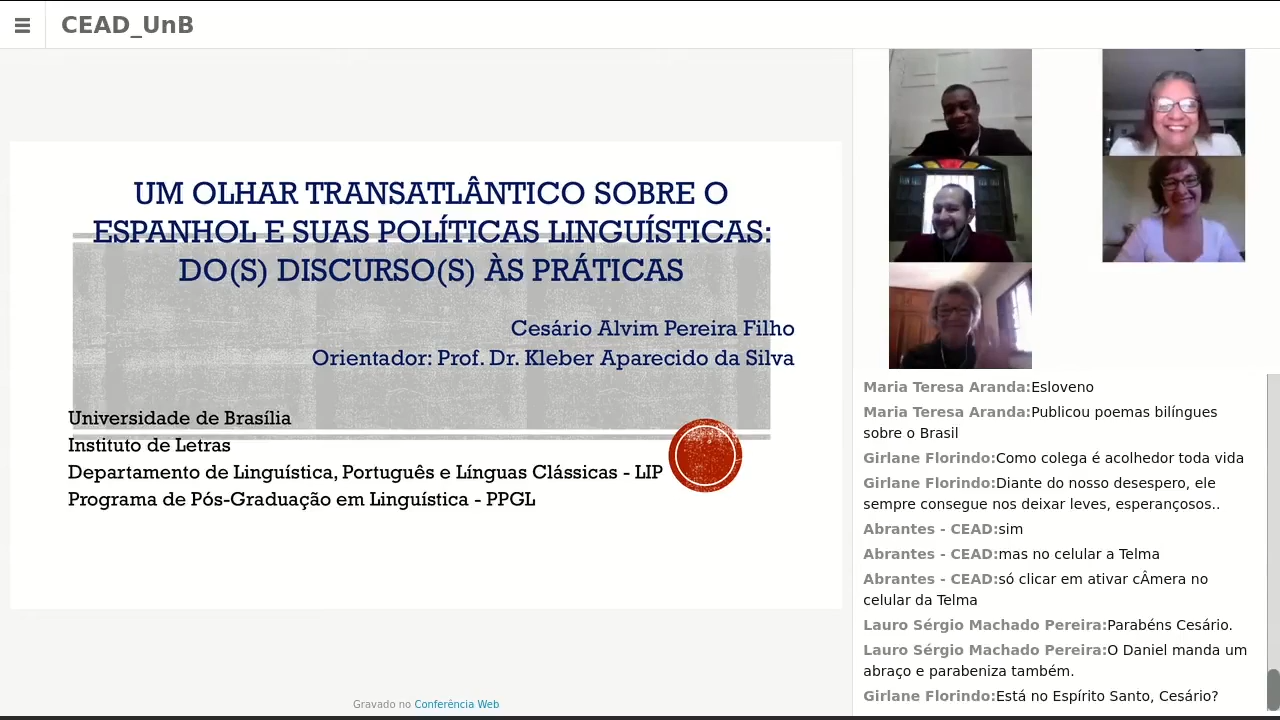 CEAD_UnB
UM OLHAR TRANSATLÂNTICO SOBRE O
ESPANHOL E SUAS POLÍTICAS LINGUÍSTICAS:
DO(S) DISCURSO(S) ÀS PRÁTICAS
Cesário Alvim Pereira Filho
Orientador: Prof. Dr. Kleber Aparecido da Silva
Universidade de Brasília
Instituto de Letras
Departamento de Linguística, Português e Línguas Clássicas - LIP
Programa de Pós-Graduação em Linguística - PPGL
Gravado no Conferência Web
Maria Teresa Aranda:Esloveno
Maria Teresa Aranda:Publicou poemas bilíngues
sobre o Brasil
Girlane Florindo:Como colega é acolhedor toda vida
Girlane Florindo:Diante do nosso desespero, ele
sempre consegue nos deixar leves, esperançosos..
Abrantes - CEAD:sim
Abrantes - CEAD:mas no celular a Telma
Abrantes - CEAD:só clicar em ativar cÂmera no
celular da Telma
Lauro Sérgio Machado Pereira:Parabéns Cesário.
Lauro Sérgio Machado Pereira:O Daniel manda um
abraço e parabeniza também.
Girlane Florindo:Está no Espírito Santo, Cesário?